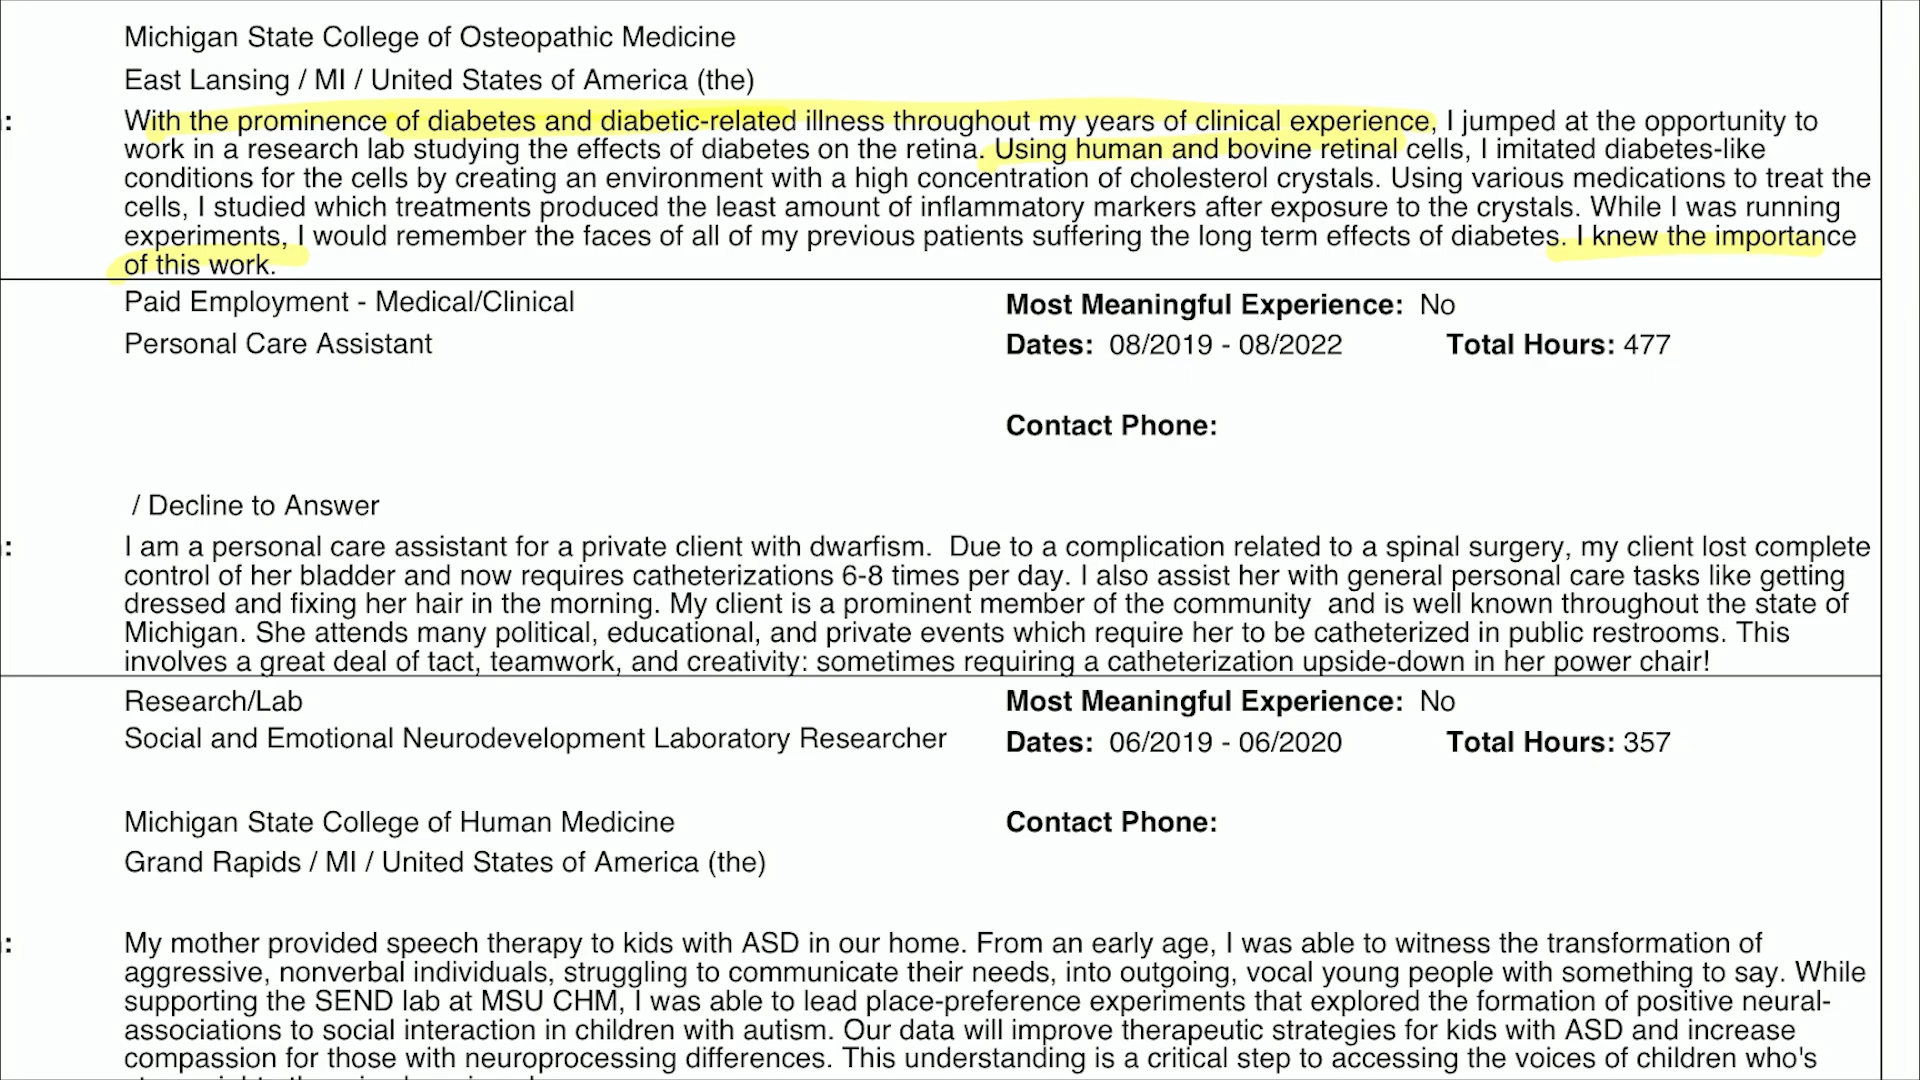 Michigan State College of Osteopathic Medicine
East Lansing / MI / United States of America (the)
: With the prominence of diabetes and diabetic-related illness throughout my years of clinical experience, I jumped at the opportunity to
work in a research lab studying the effects of diabetes on the retina. Using human and bovine retinal cells, I imitated diabetes-like
conditions for the cells by creating an environment with a high concentration of cholesterol crystals. Using various medications to treat the
cells, I studied which treatments produced the least amount of inflammatory markers after exposure to the crystals. While I was running
experiments, I would remember the faces of all of my previous patients suffering the long term effects of diabetes. I knew the importance
of this work.
Paid Employment - Medical/Clinical Most Meaningful Experience: No
Personal Care Assistant Dates: 08/2019 - 08/2022 Total Hours: 477
Contact Phone:
/ Decline to Answer
: I am a personal care assistant for a private client with dwarfism. Due to a complication related to a spinal surgery, my client lost complete
control of her bladder and now requires catheterizations 6-8 times per day. I also assist her with general personal care tasks like getting
dressed and fixing her hair in the morning. My client is a prominent member of the community and is well known throughout the state of
Michigan. She attends many political, educational, and private events which require her to be catheterized in public restrooms. This
involves a great deal of tact, teamwork, and creativity: sometimes requiring a catheterization upside-down in her power chair!
Research/Lab Most Meaningful Experience: No
Social and Emotional Neurodevelopment Laboratory Researcher Dates: 06/2019 - 06/2020 Total Hours: 357
Michigan State College of Human Medicine Contact Phone:
Grand Rapids / MI / United States of America (the)
: My mother provided speech therapy to kids with ASD in our home. From an early age, I was able to witness the transformation of
aggressive, nonverbal individuals, struggling to communicate their needs, into outgoing, vocal young people with something to say. While
supporting the SEND lab at MSU CHM, I was able to lead place-preference experiments that explored the formation of positive neural-
associations to social interaction in children with autism. Our data will improve therapeutic strategies for kids with ASD and increase
compassion for those with neuroprocessing differences. This understanding is a critical step to accessing the voices of children who's